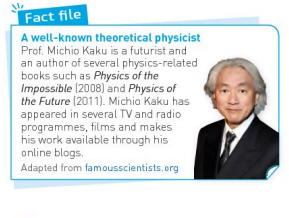 Fact file
A well-known theoretical physicist
Prof. Michio Kaku is a futurist and
an author of several physics-related
books such as Physics of the
Impossible (2008) and Physics of
the Future (2011). Michio Kaku has
appeared in several TV and radio
programmes, films and makes
his work available through his
online blogs.
Adapted from famousscientists.org